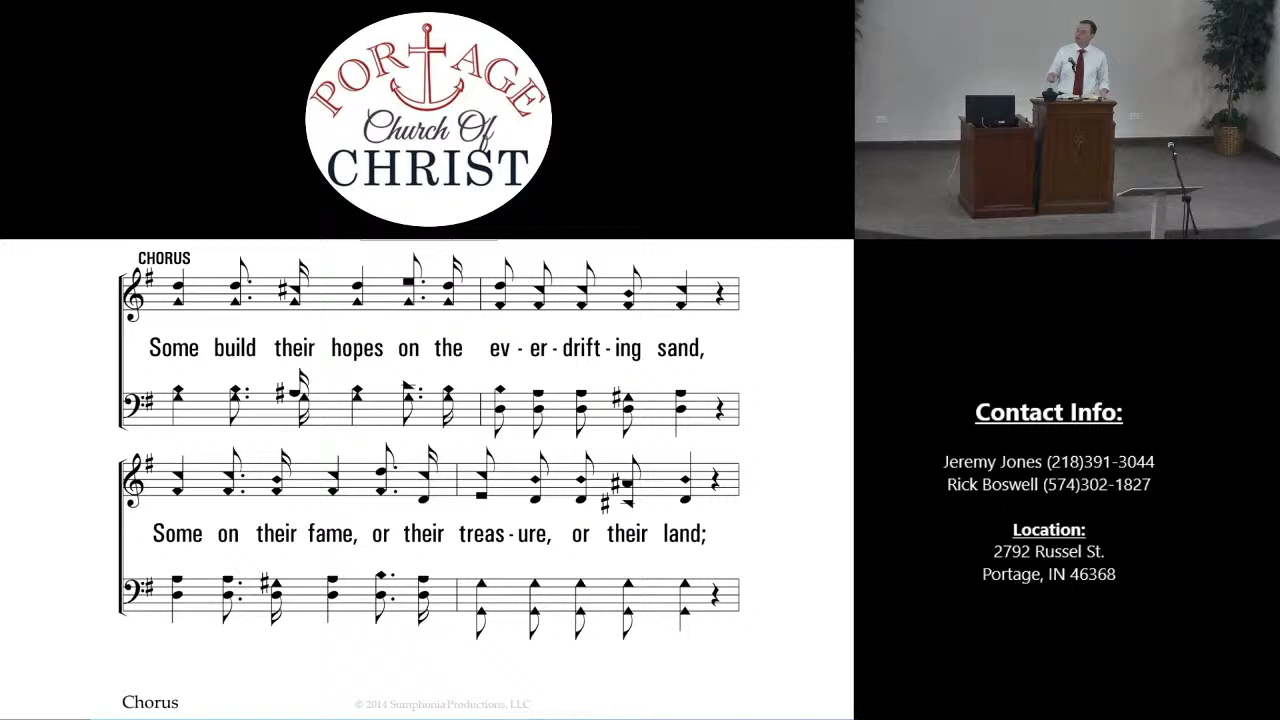 PORTAGE
Church Of
CHRIST
CHORUS
Some build their hopes on the ev - er - drift - ing sand,
Some on their fame, or their treas - ure, or their land;
Chorus
© 2014 Sumphonia Productions, LLC
Contact Info:
Jeremy Jones (218)391-3044
Rick Boswell (574)302-1827
Location:
2792 Russel St.
Portage, IN 46368